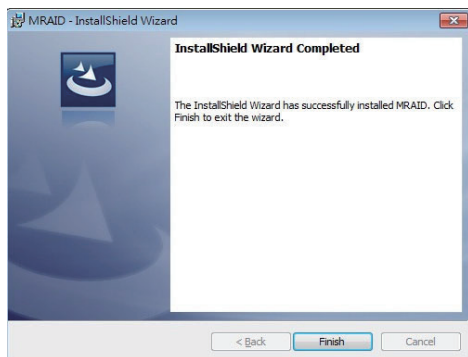 MRAID - InstallShield Wizard
InstallShield Wizard Completed
The InstallShield Wizard has successfully installed MRAID. Click
Finish to exit the wizard.
< Back
Finish
Cancel